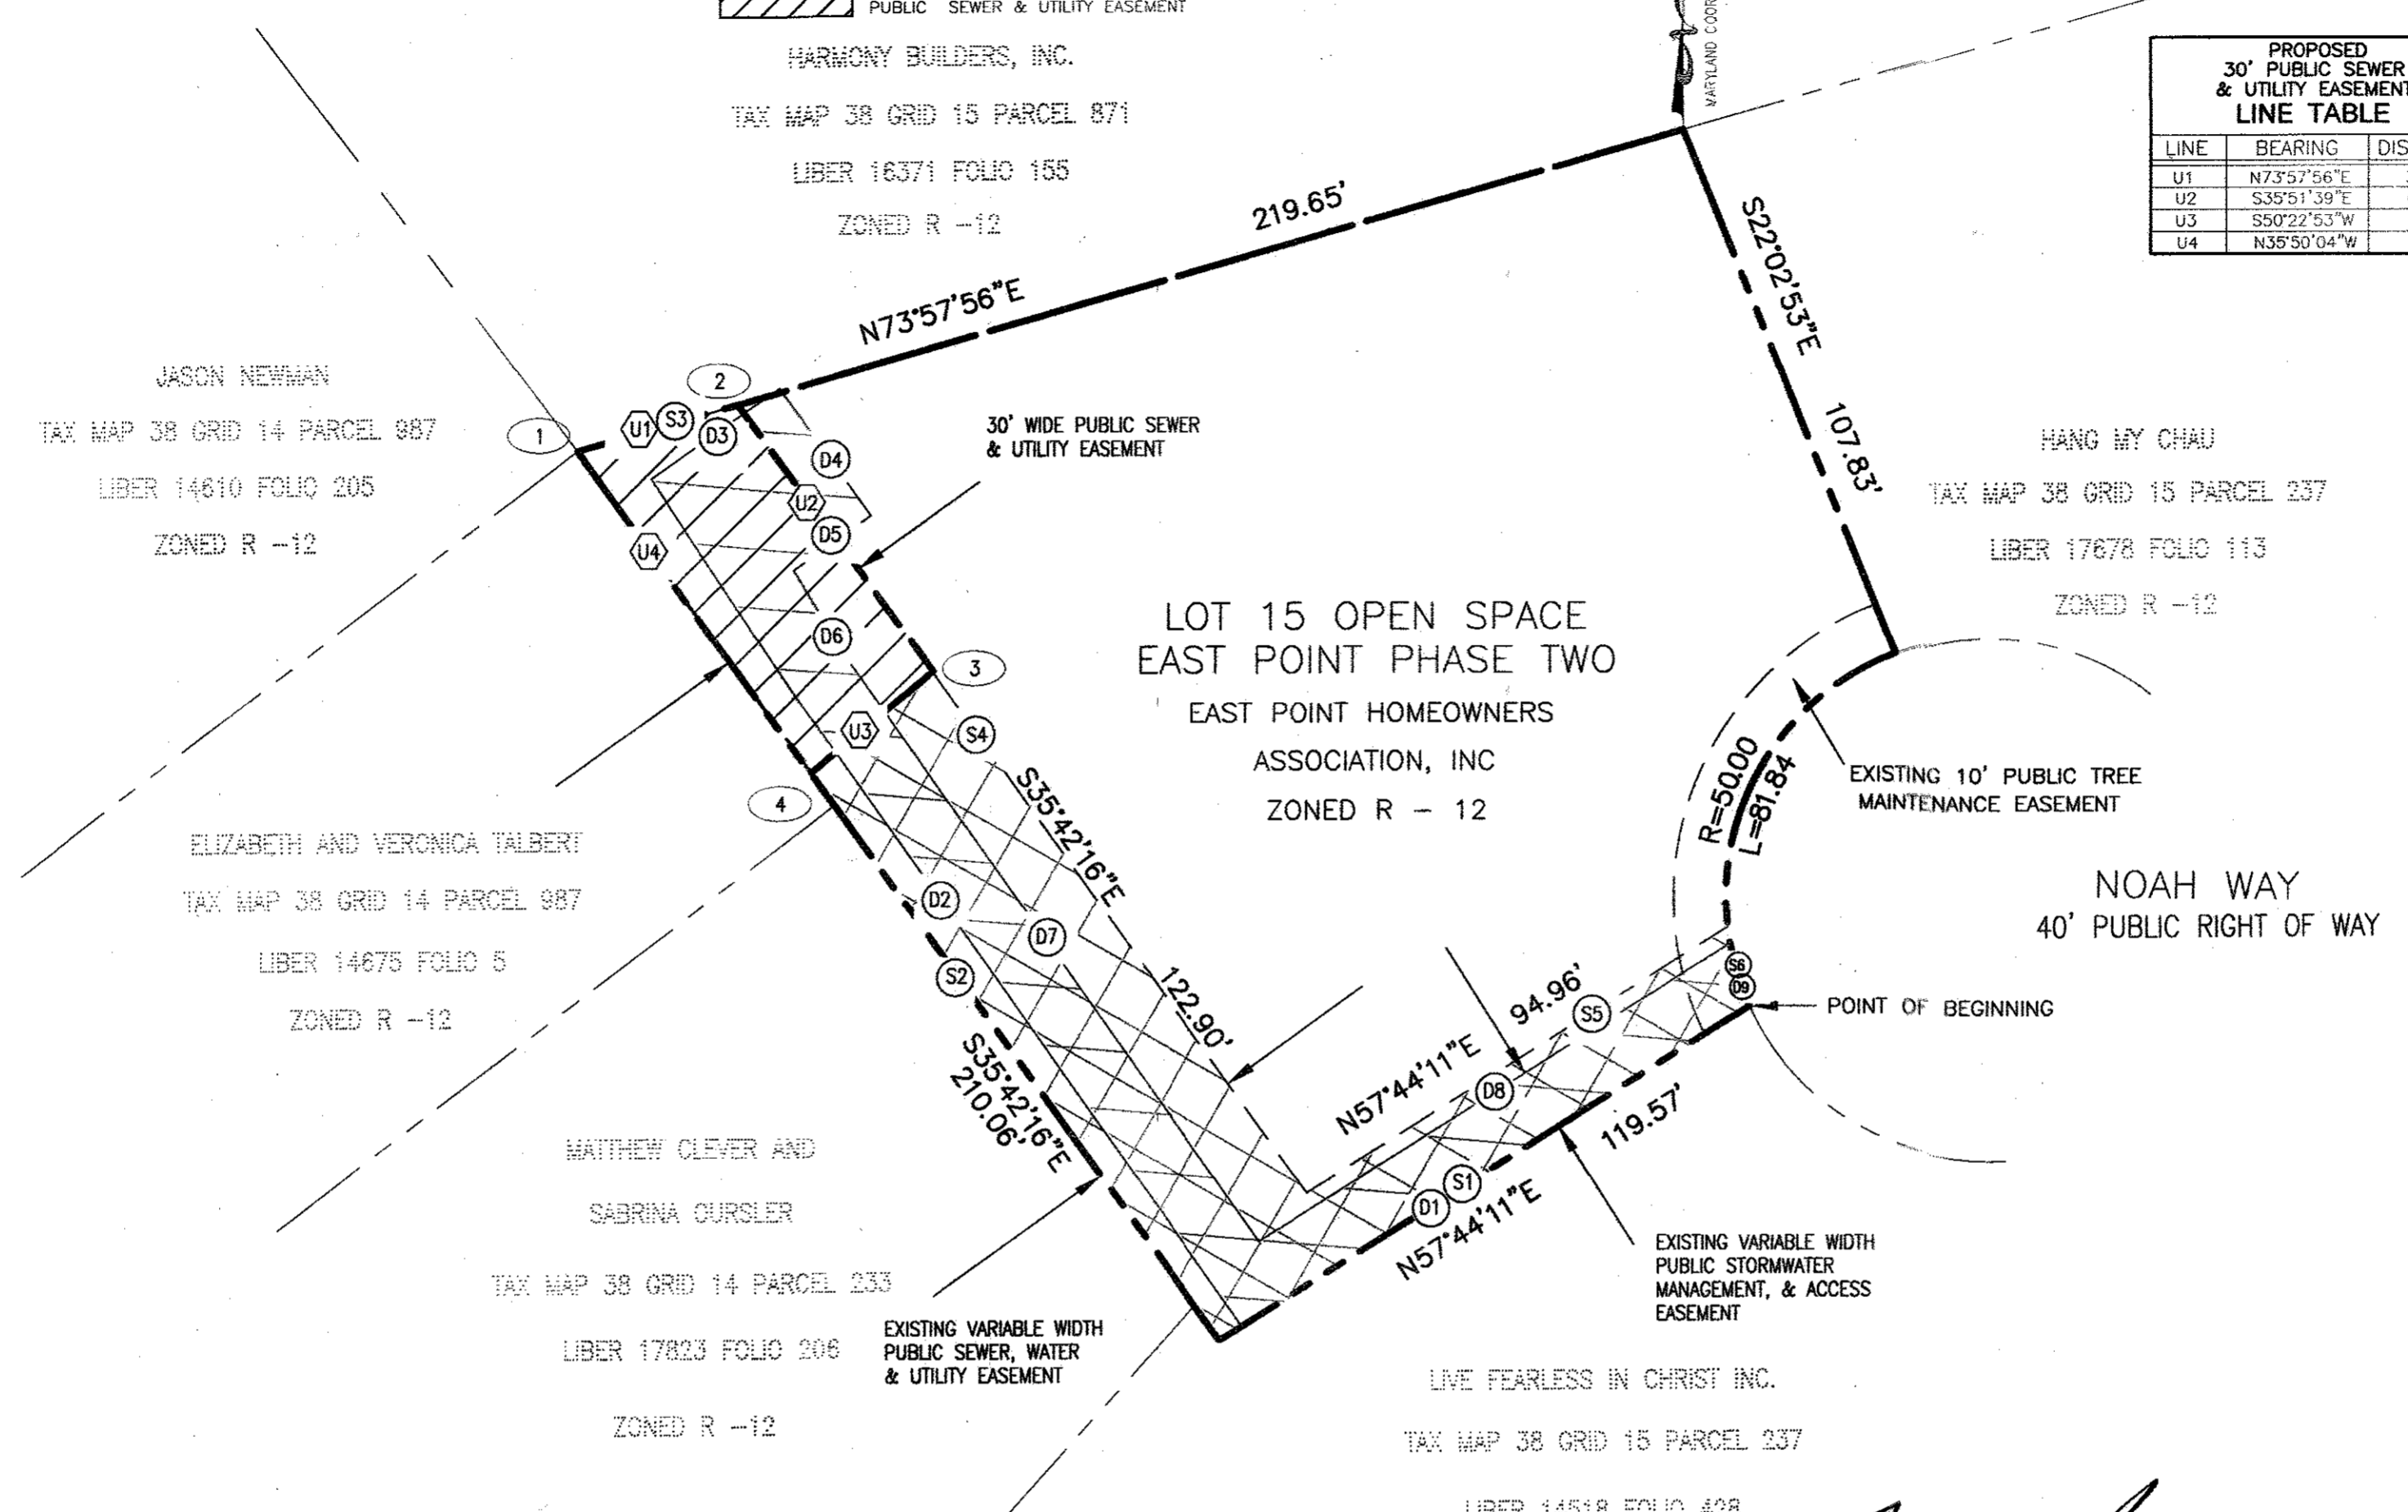 PUBLIC SEWER & UTILITY EASEMENT
HARMONY BUILDERS, INC.
TAX MAP 38 GRID 15 PARCEL 871
LIBER 16371 FOLIO 155
ZONED R -12
MARYLAND COOR
PROPOSED
30' PUBLIC SEWER
& UTILITY EASEMENT
LINE TABLE
LINE BEARING DIS
U1 N73°57'56"E
U2 S35°51'39"E
U3 S50°22'53"W
U4 N35°50'04"W
219.65'
N73°57'56"E
S22°02'53"E
107.83'
JASON NEWMAN
TAX MAP 38 GRID 14 PARCEL 987
LIBER 14610 FOLIO 205
ZONED R -12
1
2
U1
S3
D3
D4
U2
D5
U4
D6
3
U3
S4
4
30' WIDE PUBLIC SEWER
& UTILITY EASEMENT
HANG MY CHAU
TAX MAP 38 GRID 15 PARCEL 237
LIBER 17678 FOLIO 113
ZONED R -12
LOT 15 OPEN SPACE
EAST POINT PHASE TWO
EAST POINT HOMEOWNERS
ASSOCIATION, INC
ZONED R - 12
R=50.00
L=81.84
EXISTING 10' PUBLIC TREE
MAINTENANCE EASEMENT
NOAH WAY
40' PUBLIC RIGHT OF WAY
ELIZABETH AND VERONICA TALBERT
TAX MAP 38 GRID 14 PARCEL 987
LIBER 14675 FOLIO 5
ZONED R -12
S35°42'16"E
122.90'
D2
D7
S2
S35°42'16"E
210.06'
S6
D9
POINT OF BEGINNING
94.96'
S5
N57°44'11"E
D8
119.57'
S1
D1
N57°44'11"E
MATTHEW CLEVER AND
SABRINA CURSLER
TAX MAP 38 GRID 14 PARCEL 233
LIBER 17823 FOLIO 206
ZONED R -12
EXISTING VARIABLE WIDTH
PUBLIC SEWER, WATER
& UTILITY EASEMENT
EXISTING VARIABLE WIDTH
PUBLIC STORMWATER
MANAGEMENT, & ACCESS
EASEMENT
LIVE FEARLESS IN CHRIST INC.
TAX MAP 38 GRID 15 PARCEL 237
LIBER 14518 FOLIO 428